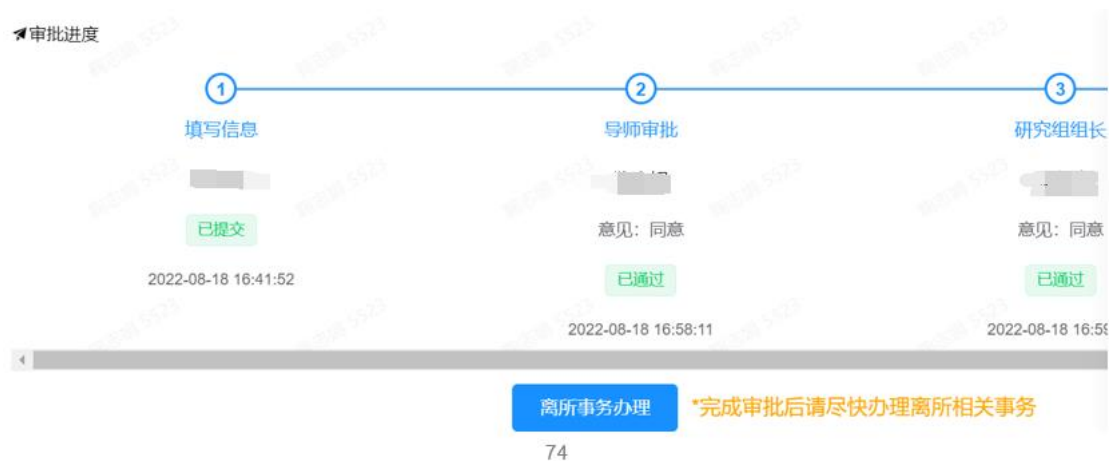 审批进度
1
2
3
填写信息
导师审批
研究组组长
意见：同意
意见：同意
已提交
已通过
已通过
2022-08-18 16:41:52
2022-08-18 16:58:11
2022-08-18 16:59
离所事务办理
*完成审批后请尽快办理离所相关事务
74